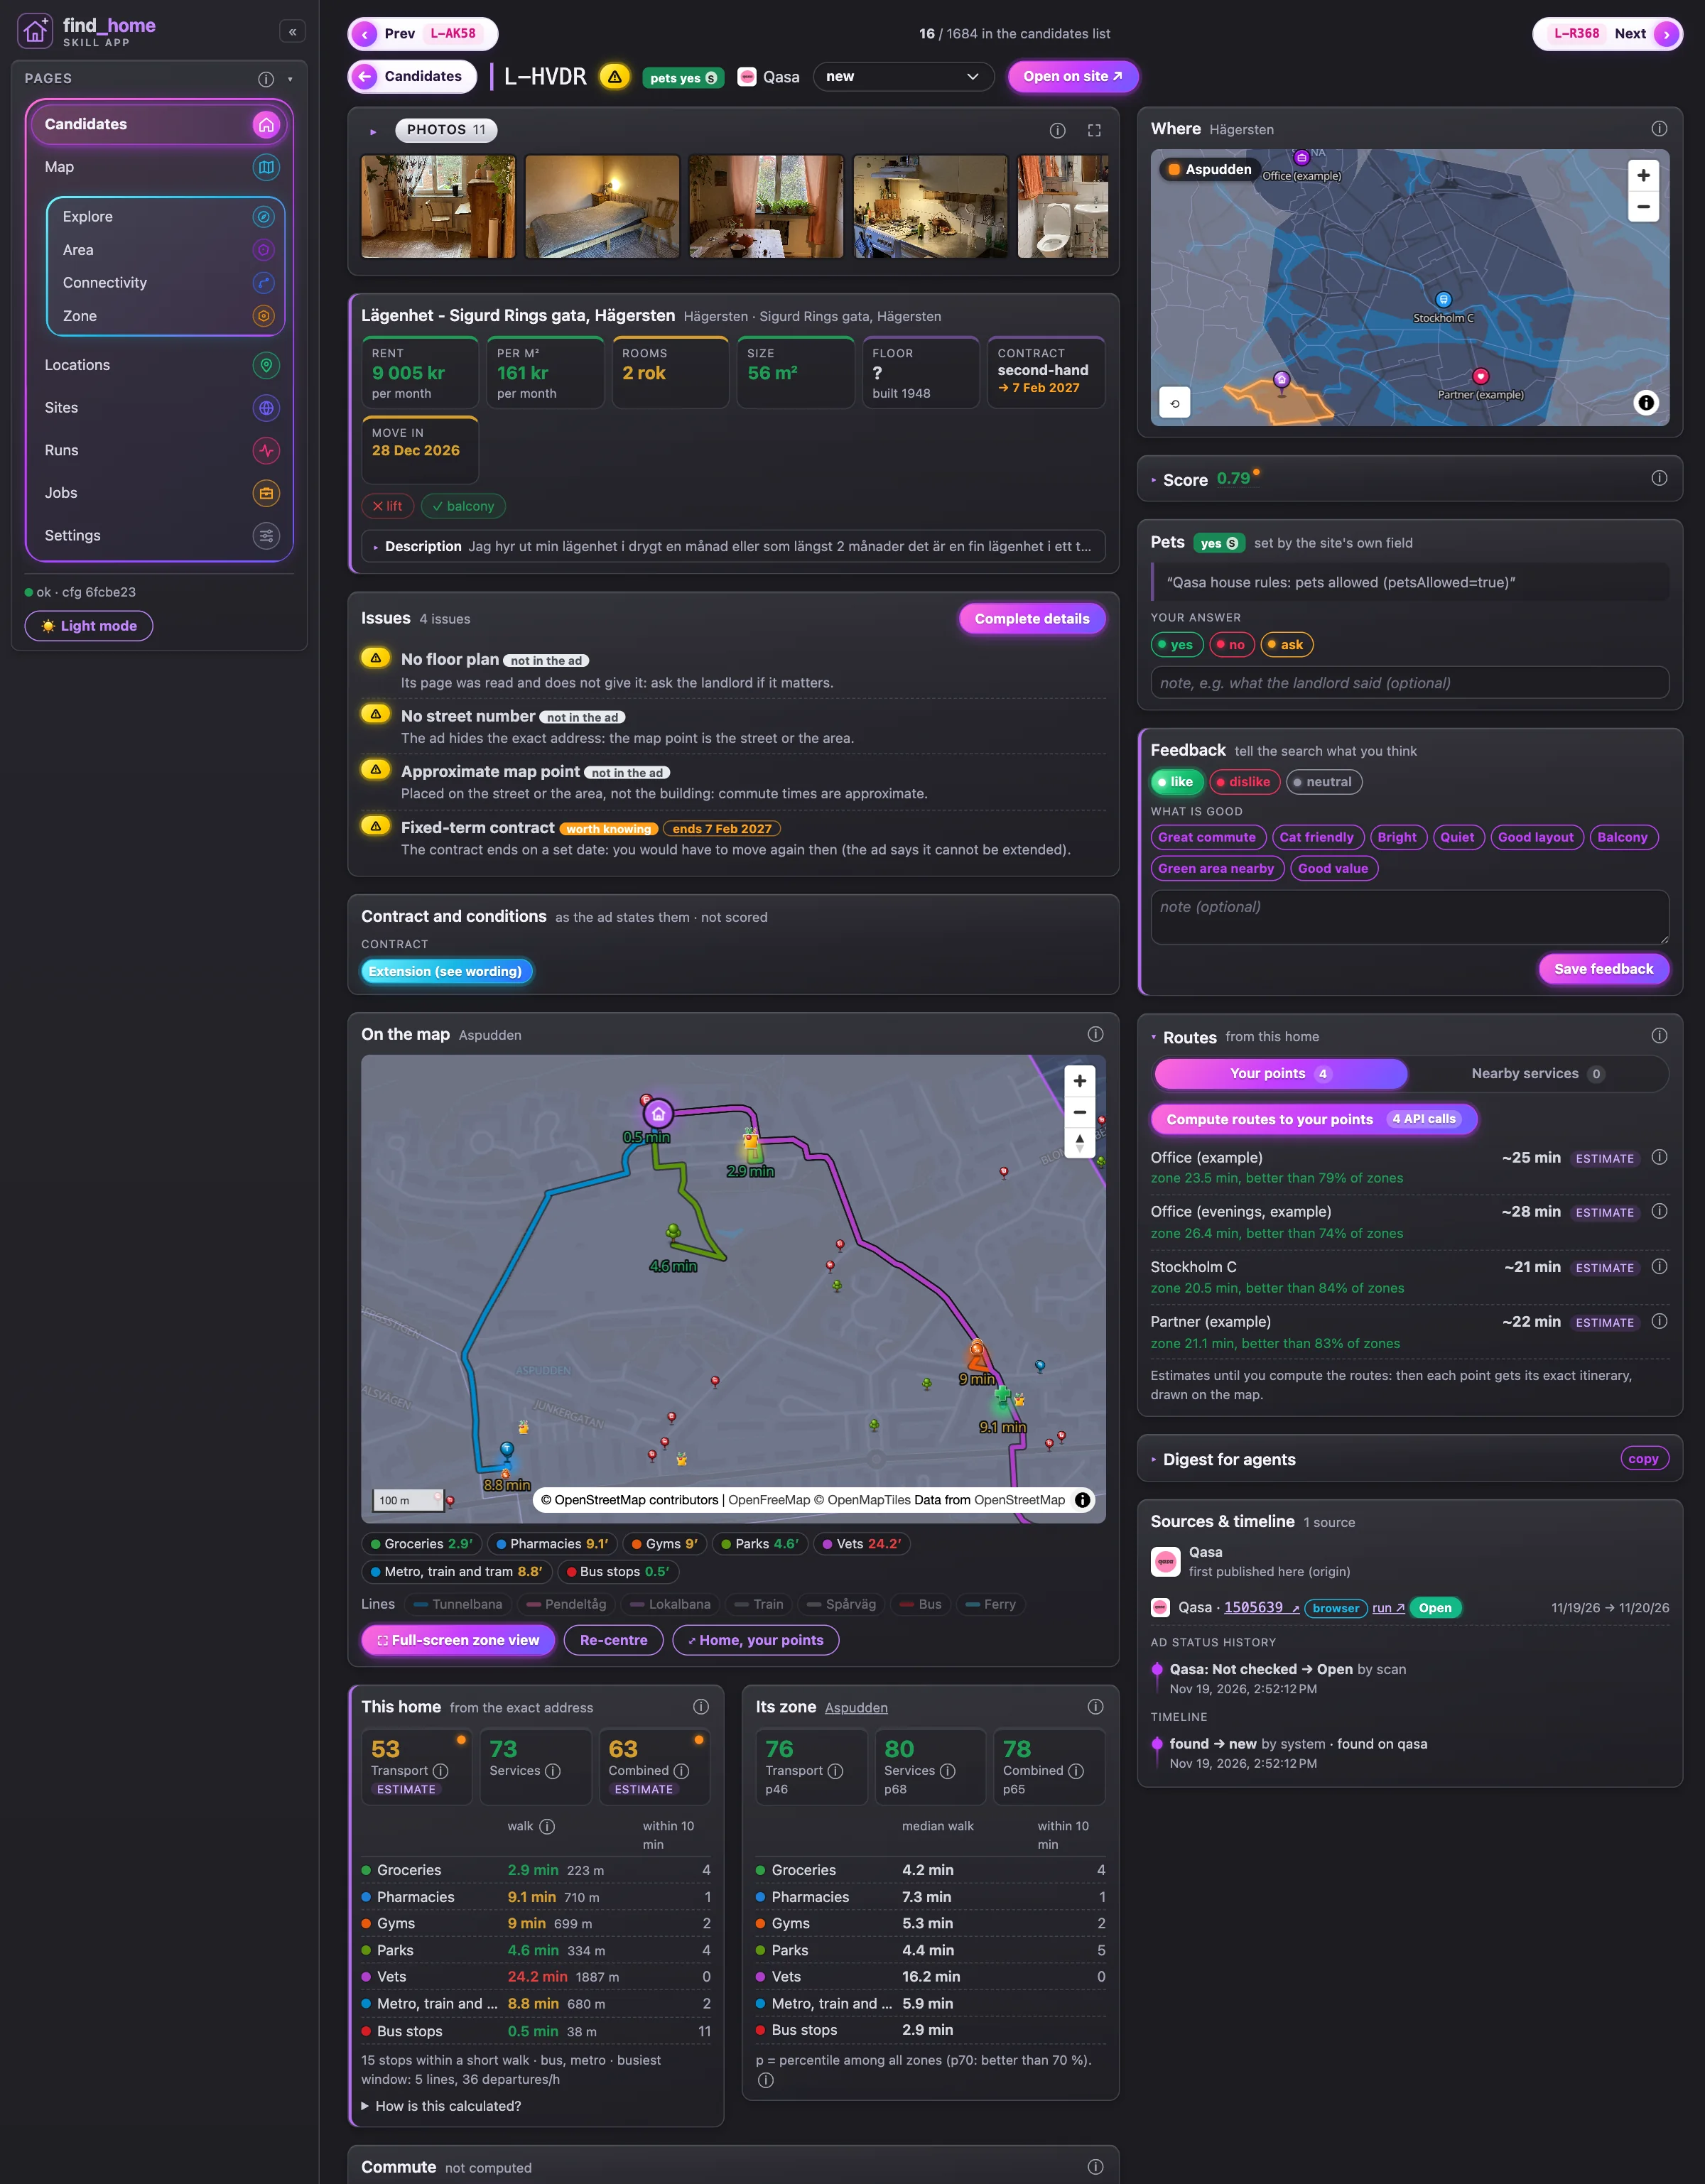 find_home
SKILL APP
«
PAGES
Candidates
Map
Explore
Area
Connectivity
Zone
Locations
Sites
Runs
Jobs
Settings
ok · cfg 6fcbe23
Light mode
Prev L–AK58
16 / 1684 in the candidates list
L–R368 Next
Candidates
L–HVDR
pets yes S
Qasa
new
Open on site ↗
PHOTOS 11
Lägenhet - Sigurd Rings gata, Hägersten Hägersten · Sigurd Rings gata, Hägersten
RENT
9 005 kr
per month
PER M²
161 kr
per month
ROOMS
2 rok
SIZE
56 m²
FLOOR
?
built 1948
CONTRACT
second-hand
→ 7 Feb 2027
MOVE IN
28 Dec 2026
✕ lift
✓ balcony
Description Jag hyr ut min lägenhet i drygt en månad eller som längst 2 månader det är en fin lägenhet i ett t...
Issues 4 issues
Complete details
No floor plan not in the ad
Its page was read and does not give it: ask the landlord if it matters.
No street number not in the ad
The ad hides the exact address: the map point is the street or the area.
Approximate map point not in the ad
Placed on the street or the area, not the building: commute times are approximate.
Fixed-term contract worth knowing ends 7 Feb 2027
The contract ends on a set date: you would have to move again then (the ad says it cannot be extended).
Contract and conditions as the ad states them · not scored
CONTRACT
Extension (see wording)
On the map Aspudden
0.5 min
2.9 min
4.6 min
9 min
9.1 min
8.8 min
ASPUDDEN
JUNKERGATAN
ALSVÄGEN
100 m
© OpenStreetMap contributors | OpenFreeMap © OpenMapTiles Data from OpenStreetMap
Groceries 2.9′
Pharmacies 9.1′
Gyms 9′
Parks 4.6′
Vets 24.2′
Metro, train and tram 8.8′
Bus stops 0.5′
Lines Tunnelbana Pendeltåg Lokalbana Train Spårväg Bus Ferry
Full-screen zone view
Re-centre
Home, your points
This home from the exact address
53
Transport
ESTIMATE
73
Services
63
Combined
ESTIMATE
walk within 10 min
Groceries 2.9 min 223 m 4
Pharmacies 9.1 min 710 m 1
Gyms 9 min 699 m 2
Parks 4.6 min 334 m 4
Vets 24.2 min 1887 m 0
Metro, train and ... 8.8 min 680 m 2
Bus stops 0.5 min 38 m 11
15 stops within a short walk · bus, metro · busiest
window: 5 lines, 36 departures/h
How is this calculated?
Its zone Aspudden
76
Transport
p46
80
Services
p68
78
Combined
p65
median walk within 10 min
Groceries 4.2 min 4
Pharmacies 7.3 min 1
Gyms 5.3 min 2
Parks 4.4 min 5
Vets 16.2 min 0
Metro, train and ... 5.9 min
Bus stops 2.9 min
p = percentile among all zones (p70: better than 70 %).
Commute not computed
Where Hägersten
Aspudden
Office (example)
Stockholm C
Partner (example)
Score 0.79
Pets yes S set by the site's own field
“Qasa house rules: pets allowed (petsAllowed=true)”
YOUR ANSWER
yes
no
ask
note, e.g. what the landlord said (optional)
Feedback tell the search what you think
like
dislike
neutral
WHAT IS GOOD
Great commute
Cat friendly
Bright
Quiet
Good layout
Balcony
Green area nearby
Good value
note (optional)
Save feedback
Routes from this home
Your points 4
Nearby services 0
Compute routes to your points 4 API calls
Office (example) ~25 min ESTIMATE
zone 23.5 min, better than 79% of zones
Office (evenings, example) ~28 min ESTIMATE
zone 26.4 min, better than 74% of zones
Stockholm C ~21 min ESTIMATE
zone 20.5 min, better than 84% of zones
Partner (example) ~22 min ESTIMATE
zone 21.1 min, better than 83% of zones
Estimates until you compute the routes: then each point gets its exact itinerary,
drawn on the map.
Digest for agents
copy
Sources & timeline 1 source
Qasa
first published here (origin)
Qasa · 1505639 ↗ browser run ↗ Open 11/19/26 → 11/20/26
AD STATUS HISTORY
Qasa: Not checked → Open by scan
Nov 19, 2026, 2:52:12 PM
TIMELINE
found → new by system · found on qasa
Nov 19, 2026, 2:52:12 PM